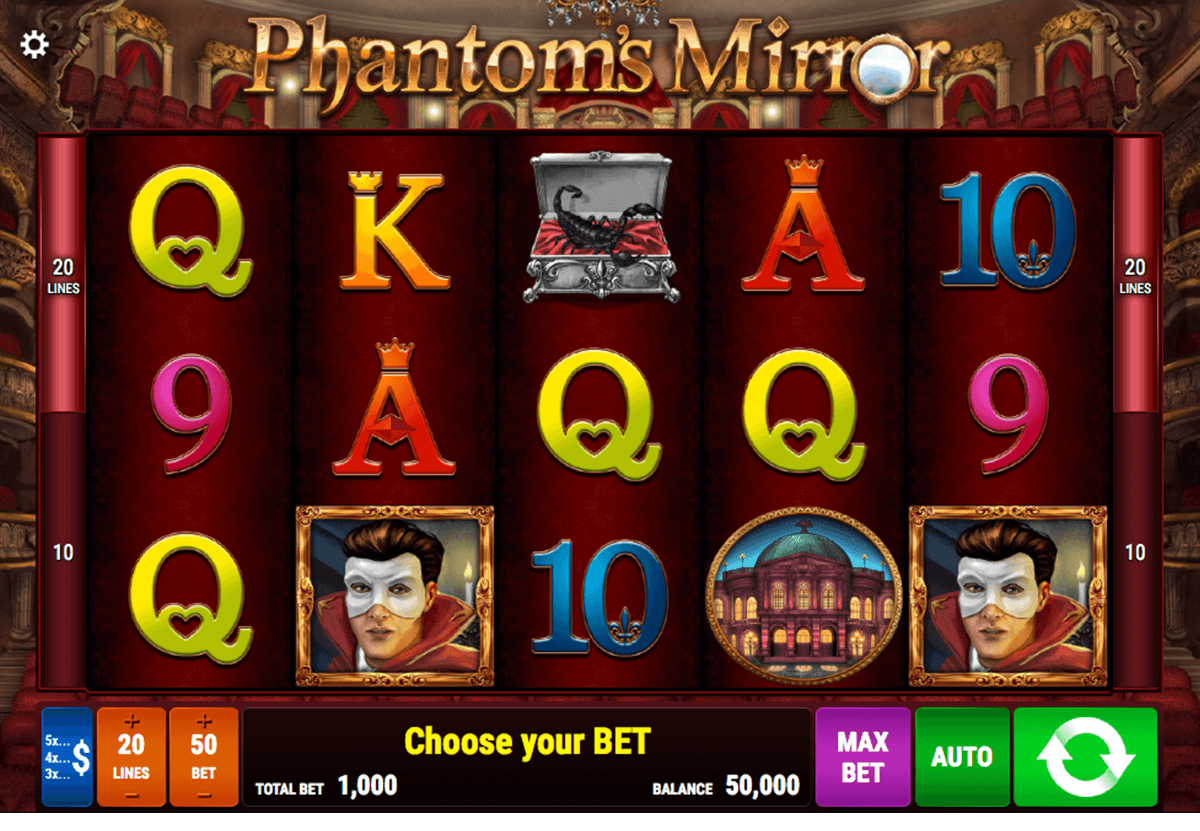 Phantom's Mirror
Q K A 10
20 LINES
20 LINES
9 A Q Q 9
Q 10
10
10
5x...
4x... $
3x...
+
20
LINES
−
+
50
BET
−
Choose your BET
TOTAL BET 1,000
BALANCE 50,000
MAX
BET
AUTO